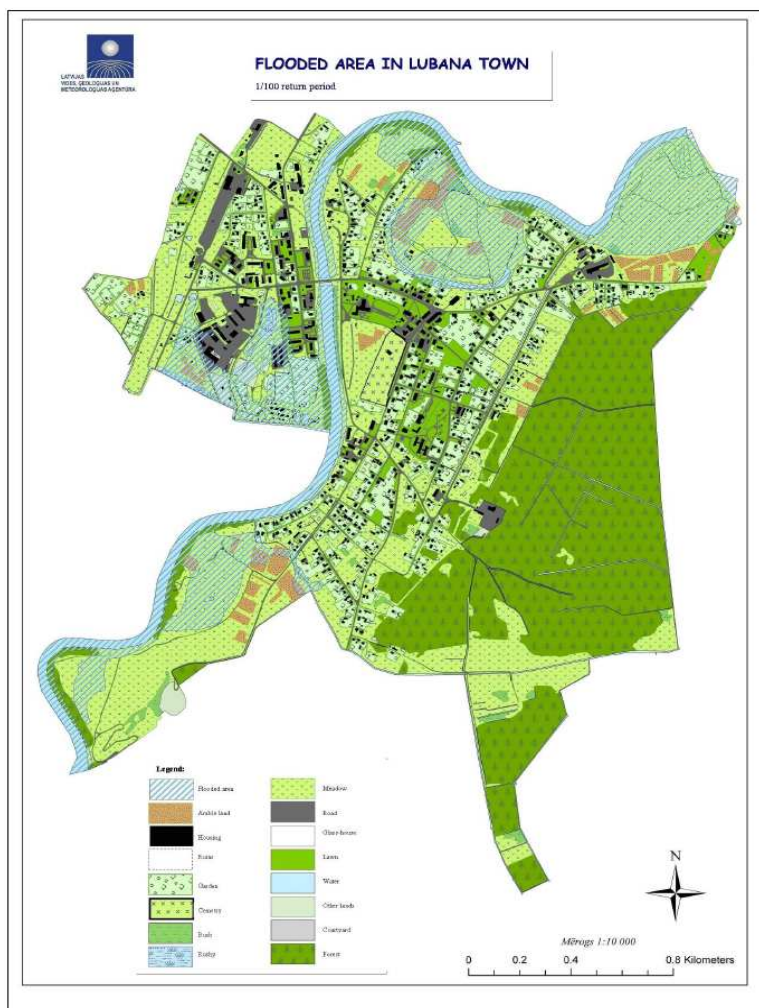 LATVIJAS
VIDES, ĢEOLOĢIJAS UN
METEOROLOĢIJAS AĢENTŪRA
FLOODED AREA IN LUBANA TOWN
1/100 return period
Legend:
Flooded area
Arable land
Housing
Ruins
Garden
Cemetry
Bush
Bushy
Meadow
Road
Glass-house
Lawn
Water
Other lands
Courtyard
Forest
N
Mērogs 1:10 000
0 0.2 0.4 0.8 Kilometers